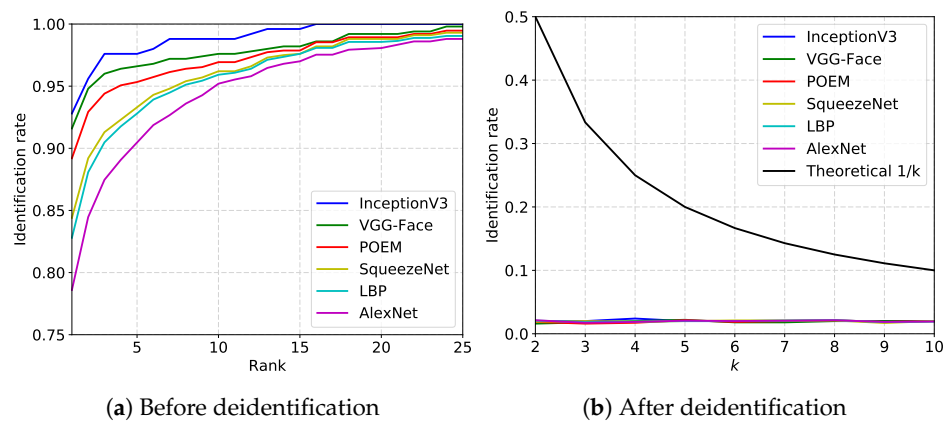 1.00
0.95
0.90
0.85
0.80
0.75
Identification rate
5
10
15
20
25
Rank
InceptionV3
VGG-Face
POEM
SqueezeNet
LBP
AlexNet
(a) Before deidentification
0.5
0.4
0.3
0.2
0.1
0.0
Identification rate
2
3
4
5
6
7
8
9
10
k
InceptionV3
VGG-Face
POEM
SqueezeNet
LBP
AlexNet
Theoretical 1/k
(b) After deidentification